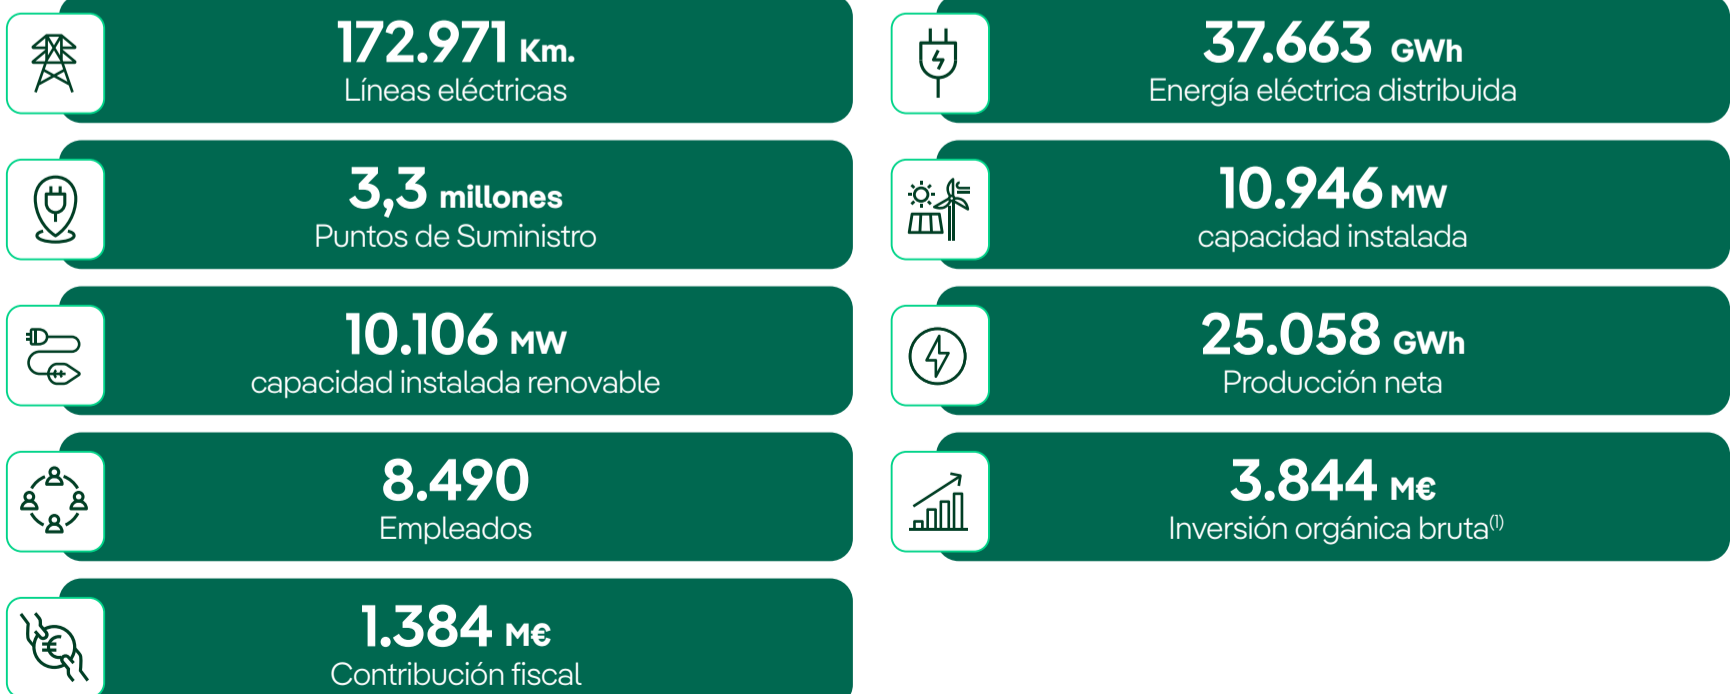 172.971 Km.
Líneas eléctricas
37.663 GWh
Energía eléctrica distribuida
3,3 millones
Puntos de Suministro
10.946 MW
capacidad instalada
10.106 MW
capacidad instalada renovable
25.058 GWh
Producción neta
8.490
Empleados
3.844 M€
Inversión orgánica bruta(1)
1.384 M€
Contribución fiscal